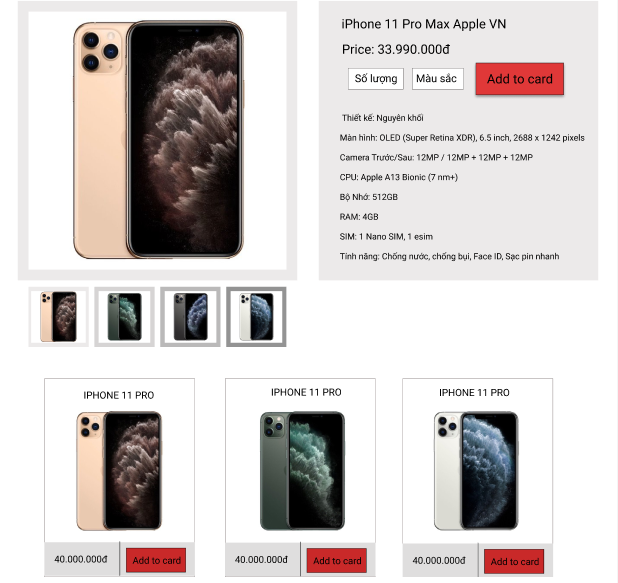 iPhone 11 Pro Max Apple VN
Price: 33.990.000đ
Số lượng
Màu sắc
Add to card
Thiết kế: Nguyên khối
Màn hình: OLED (Super Retina XDR), 6.5 inch, 2688 x 1242 pixels
Camera Trước/Sau: 12MP / 12MP + 12MP + 12MP
CPU: Apple A13 Bionic (7 nm+)
Bộ Nhớ: 512GB
RAM: 4GB
SIM: 1 Nano SIM, 1 esim
Tính năng: Chống nước, chống bụi, Face ID, Sạc pin nhanh
IPHONE 11 PRO
40.000.000đ
Add to card
IPHONE 11 PRO
40.000.000đ
Add to card
IPHONE 11 PRO
40.000.000đ
Add to card